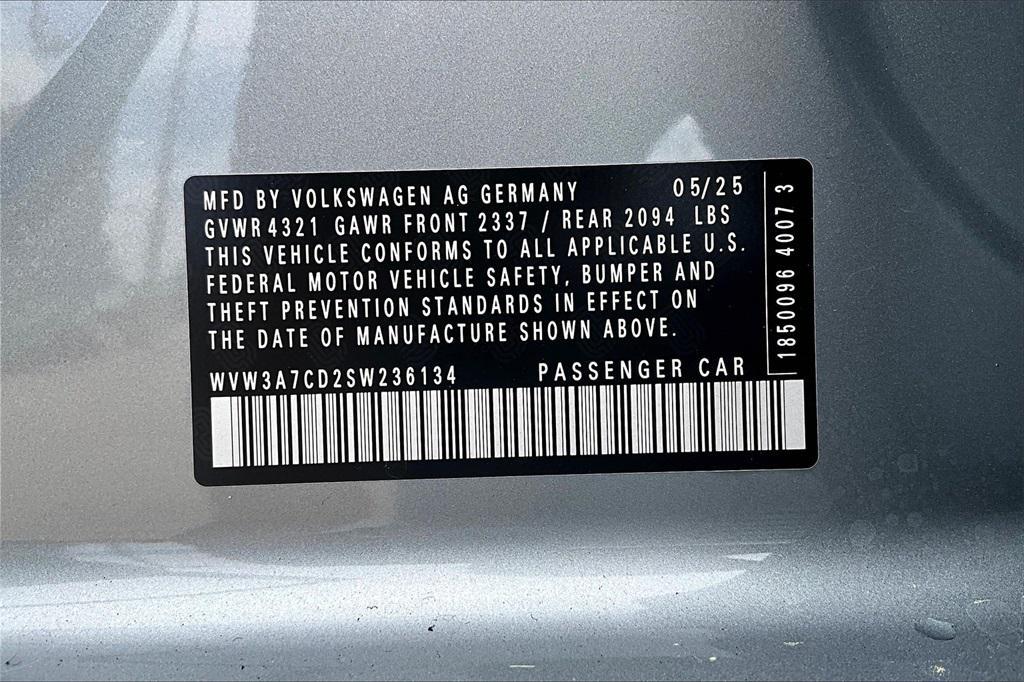 MFD BY VOLKSWAGEN AG GERMANY 05/25
GVWR 4321 GAWR FRONT 2337 / REAR 2094 LBS
THIS VEHICLE CONFORMS TO ALL APPLICABLE U.S.
FEDERAL MOTOR VEHICLE SAFETY, BUMPER AND
THEFT PREVENTION STANDARDS IN EFFECT ON
THE DATE OF MANUFACTURE SHOWN ABOVE.
WVW3A7CD2SW236134 PASSENGER CAR
1850096 4007 3